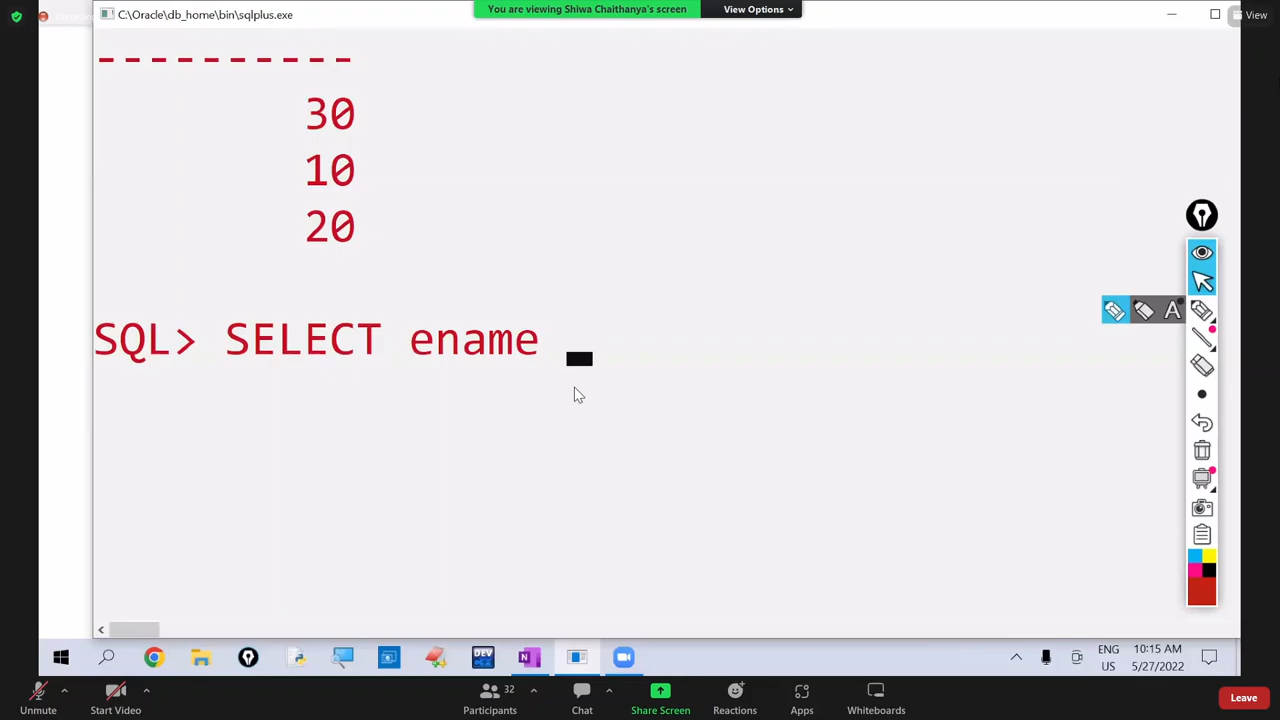 C:\Oracle\db_home\bin\sqlplus.exe
You are viewing Shiwa Chaithanya's screen
View Options
View
----------
30
10
20
SQL> SELECT ename
A
DEV
ENG
US
10:15 AM
5/27/2022
Unmute
Start Video
32
Participants
Chat
Share Screen
Reactions
Apps
Whiteboards
Leave